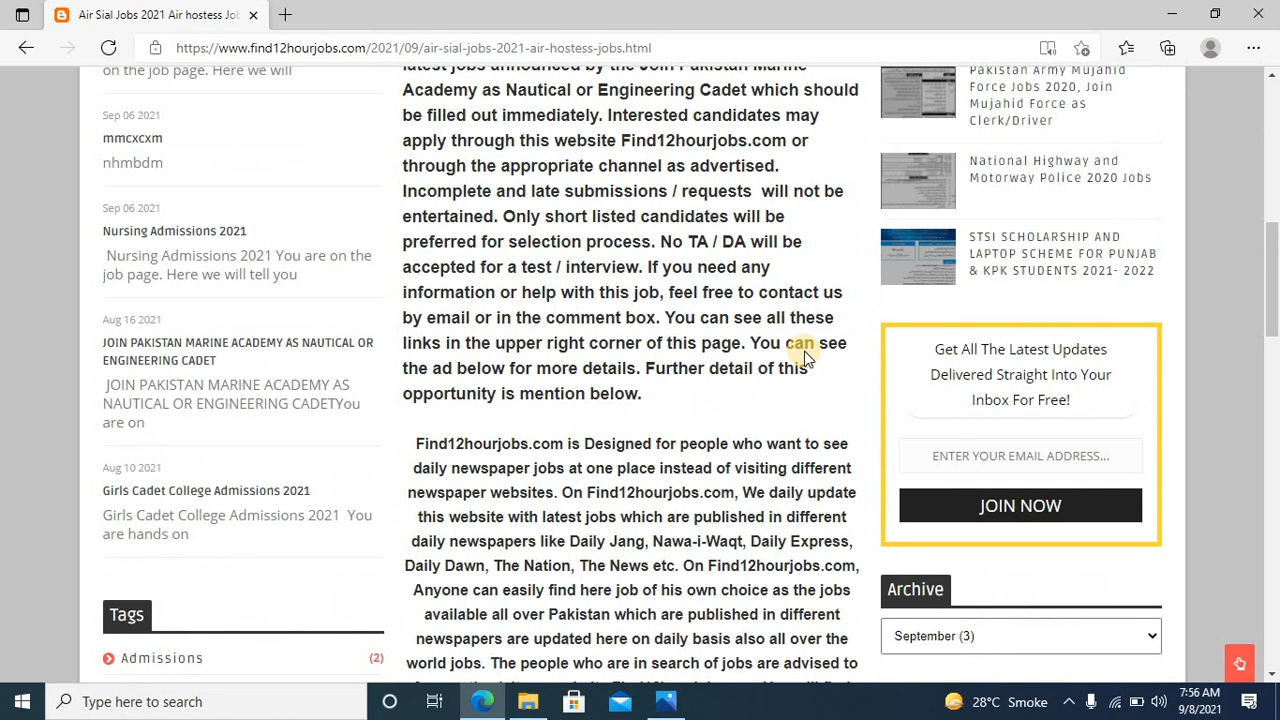 Air Sial Jobs 2021 Air hostess Jo
https://www.find12hourjobs.com/2021/09/air-sial-jobs-2021-air-hostess-jobs.html
on the job page. Here we will
Sep 06 2021
mmcxcxm
nhmbdm
Sep 06 2021
Nursing Admissions 2021
Nursing Admissions 2021 You are on the
job page. Here we will tell you
Aug 16 2021
JOIN PAKISTAN MARINE ACADEMY AS NAUTICAL OR
ENGINEERING CADET
JOIN PAKISTAN MARINE ACADEMY AS
NAUTICAL OR ENGINEERING CADETYou
are on
Aug 10 2021
Girls Cadet College Admissions 2021
Girls Cadet College Admissions 2021 You
are hands on
Tags
Admissions (2)
latest jobs announced by the Join Pakistan Marine
Academy as Nautical or Engineering Cadet which should
be filled out immediately. Interested candidates may
apply through this website Find12hourjobs.com or
through the appropriate channel as advertised.
Incomplete and late submissions / requests will not be
entertained. Only short listed candidates will be
preferred for selection process. No TA / DA will be
accepted for a test / interview. If you need any
information or help with this job, feel free to contact us
by email or in the comment box. You can see all these
links in the upper right corner of this page. You can see
the ad below for more details. Further detail of this
opportunity is mention below.
Find12hourjobs.com is Designed for people who want to see
daily newspaper jobs at one place instead of visiting different
newspaper websites. On Find12hourjobs.com, We daily update
this website with latest jobs which are published in different
daily newspapers like Daily Jang, Nawa-i-Waqt, Daily Express,
Daily Dawn, The Nation, The News etc. On Find12hourjobs.com,
Anyone can easily find here job of his own choice as the jobs
available all over Pakistan which are published in different
newspapers are updated here on daily basis also all over the
world jobs. The people who are in search of jobs are advised to
Pakistan Army Mujahid
Force Jobs 2020, Join
Mujahid Force as
Clerk/Driver
National Highway and
Motorway Police 2020 Jobs
STSI SCHOLARSHIP AND
LAPTOP SCHEME FOR PUNJAB
& KPK STUDENTS 2021- 2022
Get All The Latest Updates
Delivered Straight Into Your
Inbox For Free!
ENTER YOUR EMAIL ADDRESS...
JOIN NOW
Archive
September (3)
Type here to search
28°C Smoke
7:56 AM
9/8/2021